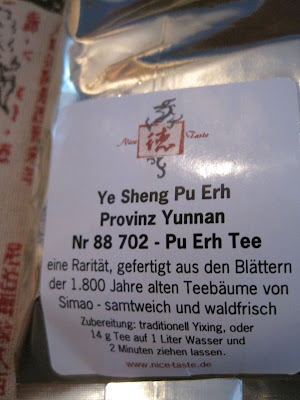 Nice 德 Taste
Ye Sheng Pu Erh
Provinz Yunnan
Nr 88 702 - Pu Erh Tee
eine Rarität, gefertigt aus den Blättern
der 1.800 Jahre alten Teebäume von
Simao - samtweich und waldfrisch
Zubereitung: traditionell Yixing, oder
14 g Tee auf 1 Liter Wasser und
2 Minuten ziehen lassen.
www.nice-taste.de